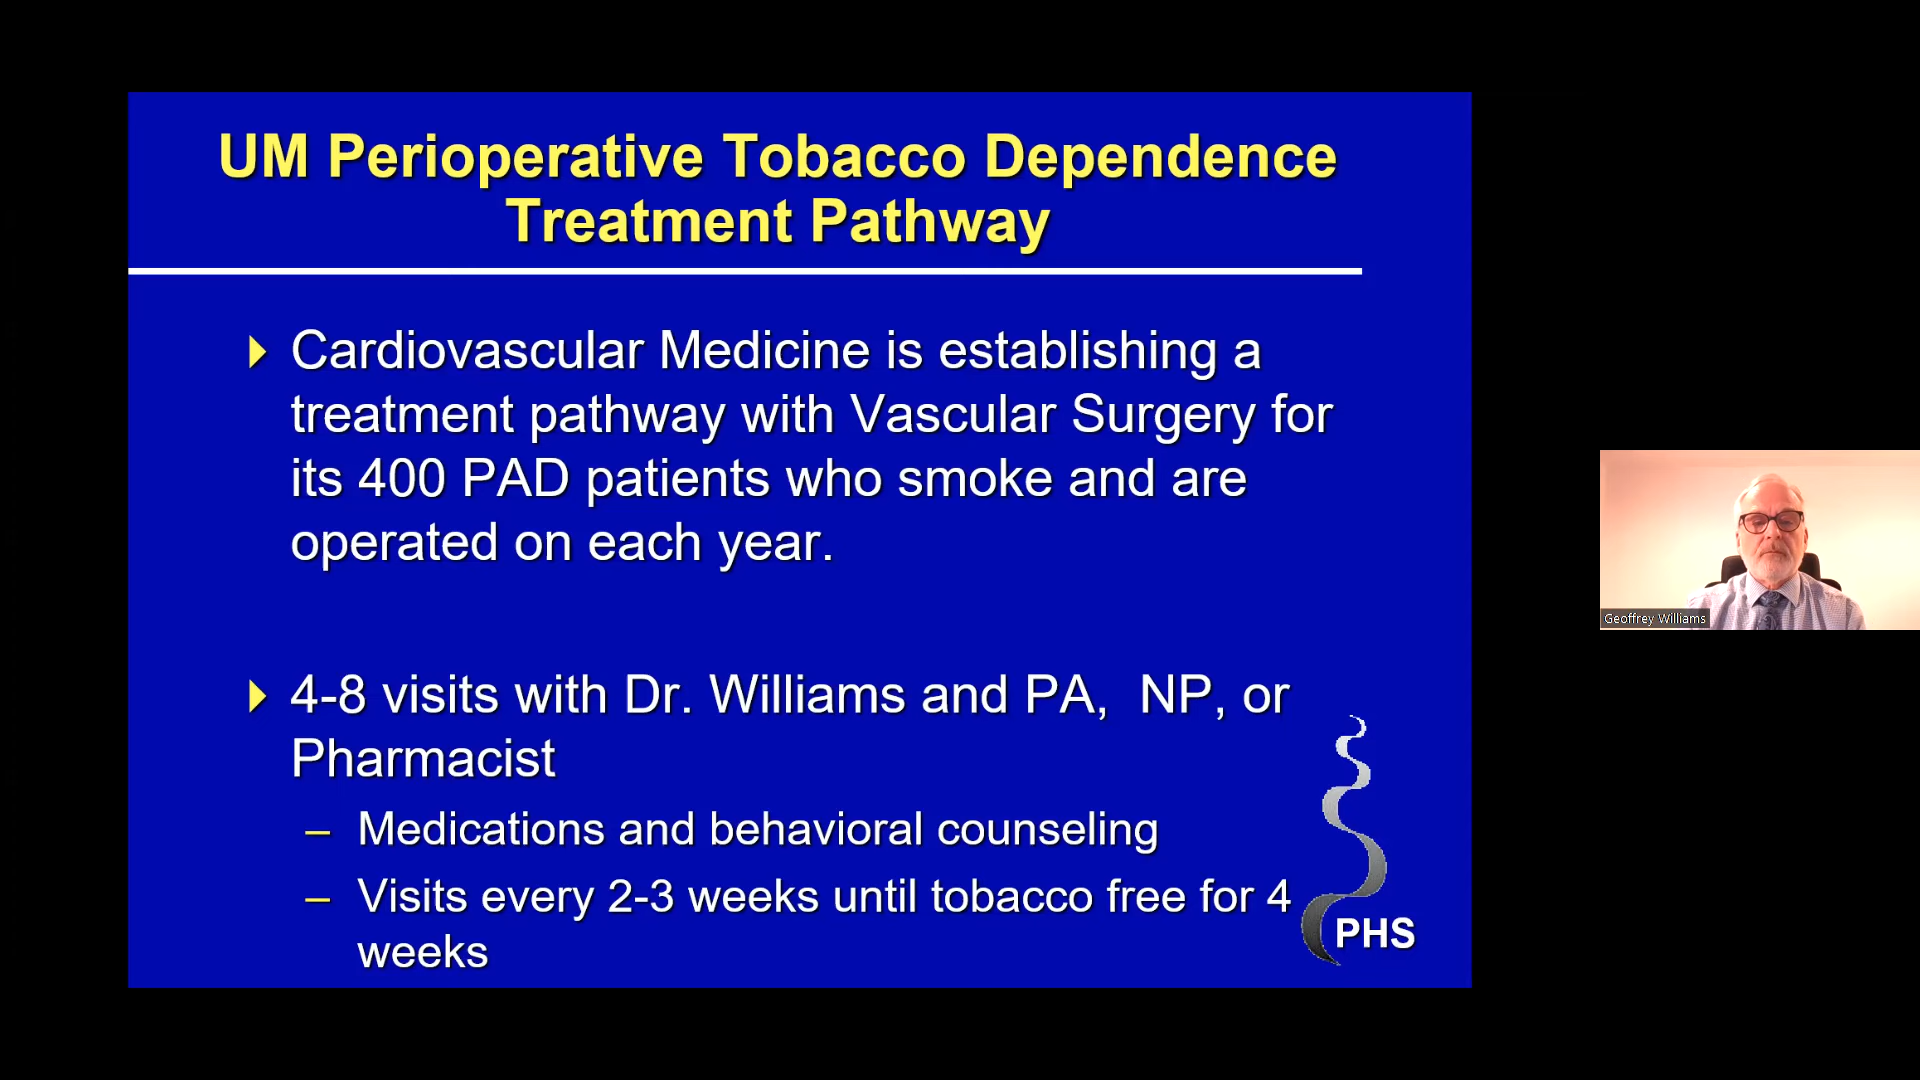 UM Perioperative Tobacco Dependence
Treatment Pathway
Cardiovascular Medicine is establishing a
treatment pathway with Vascular Surgery for
its 400 PAD patients who smoke and are
operated on each year.
4-8 visits with Dr. Williams and PA,  NP, or
Pharmacist
– Medications and behavioral counseling
– Visits every 2-3 weeks until tobacco free for 4
weeks
PHS
Geoffrey Williams